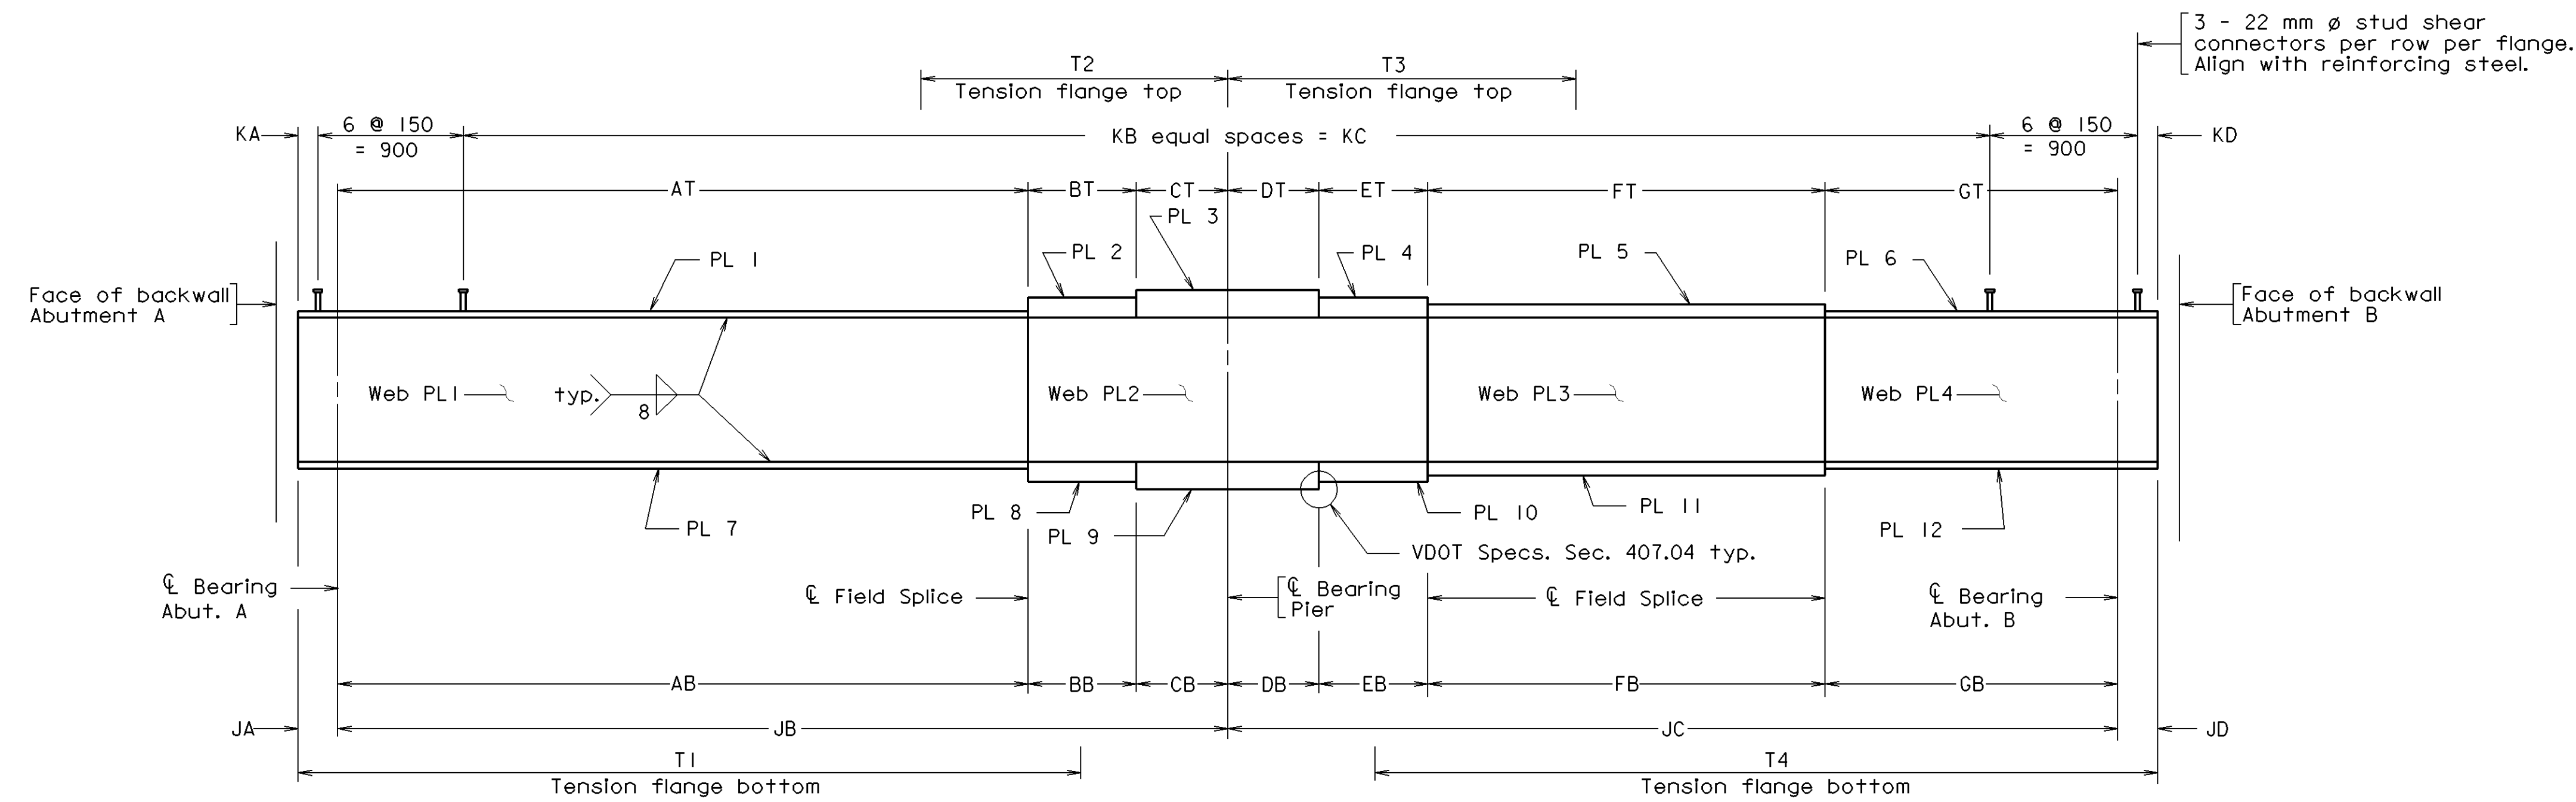 3 - 22 mm ø stud shear
connectors per row per flange.
Align with reinforcing steel.
T2
Tension flange top
T3
Tension flange top
KA
6 @ 150
= 900
KB equal spaces = KC
6 @ 150
= 900
KD
AT
BT
CT
DT
ET
FT
GT
PL 3
PL 1
PL 2
PL 4
PL 5
PL 6
Face of backwall
Abutment A
Face of backwall
Abutment B
Web PL1
typ.
8
Web PL2
Web PL3
Web PL4
PL 7
PL 8
PL 9
PL 10
PL 11
PL 12
VDOT Specs. Sec. 407.04 typ.
℄ Bearing
Abut. A
℄ Field Splice
℄ Bearing
Pier
℄ Field Splice
℄ Bearing
Abut. B
AB
BB
CB
DB
EB
FB
GB
JA
JB
JC
JD
T1
Tension flange bottom
T4
Tension flange bottom